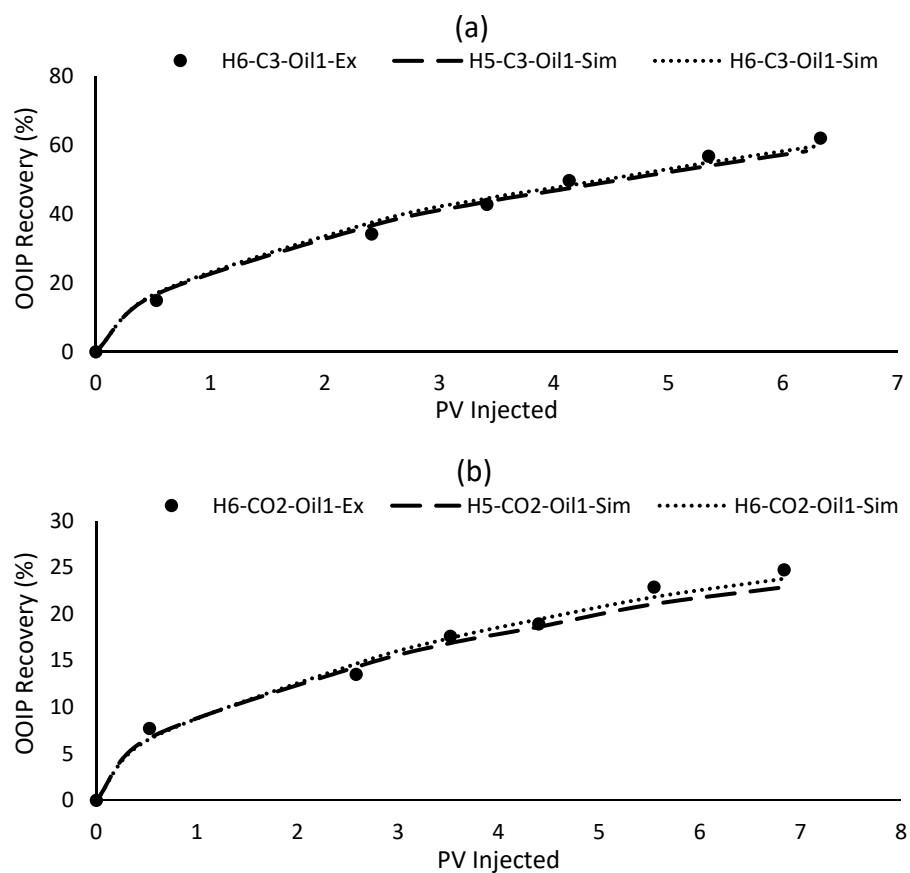 (a)
H6-C3-Oil1-Ex H5-C3-Oil1-Sim H6-C3-Oil1-Sim
80
60
40
20
0
OOIP Recovery (%)
0 1 2 3 4 5 6 7
PV Injected
(b)
H6-CO2-Oil1-Ex H5-CO2-Oil1-Sim H6-CO2-Oil1-Sim
30
25
20
15
10
5
0
OOIP Recovery (%)
0 1 2 3 4 5 6 7 8
PV Injected